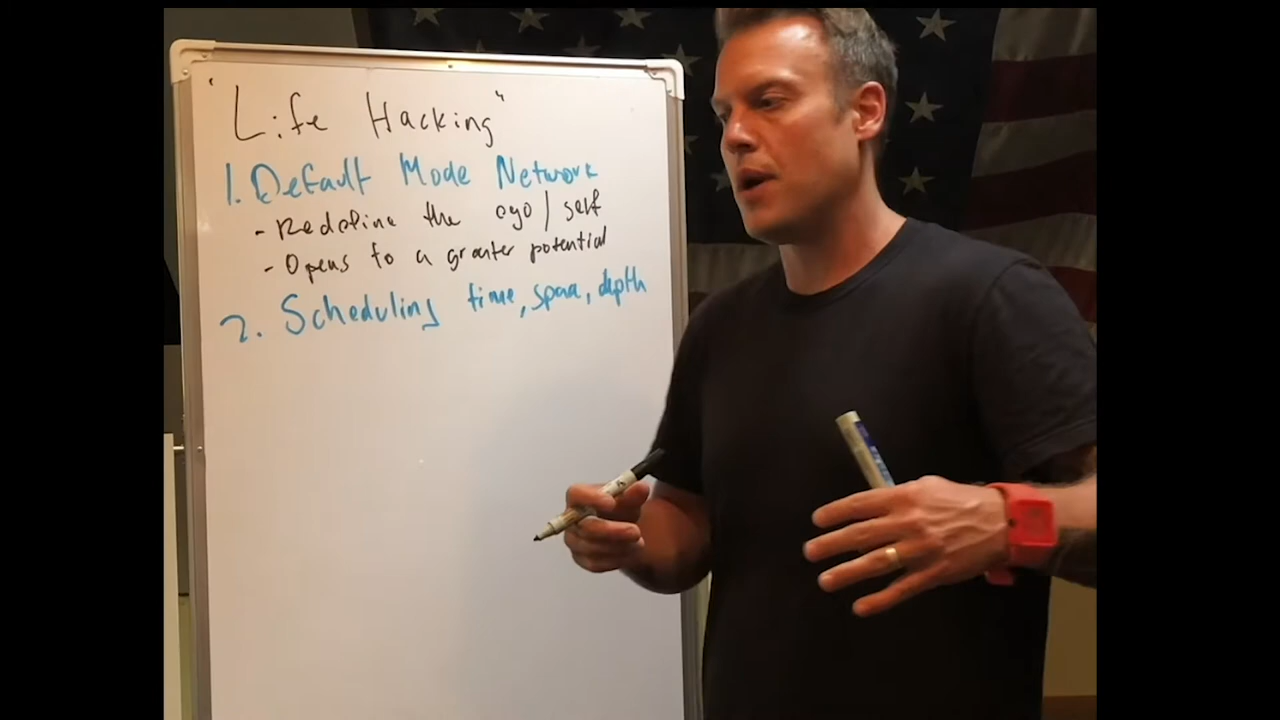 "Life Hacking"
1. Default Mode Network
- Redefine the ego / self
- Opens to a greater potential
2. Scheduling time, space, depth